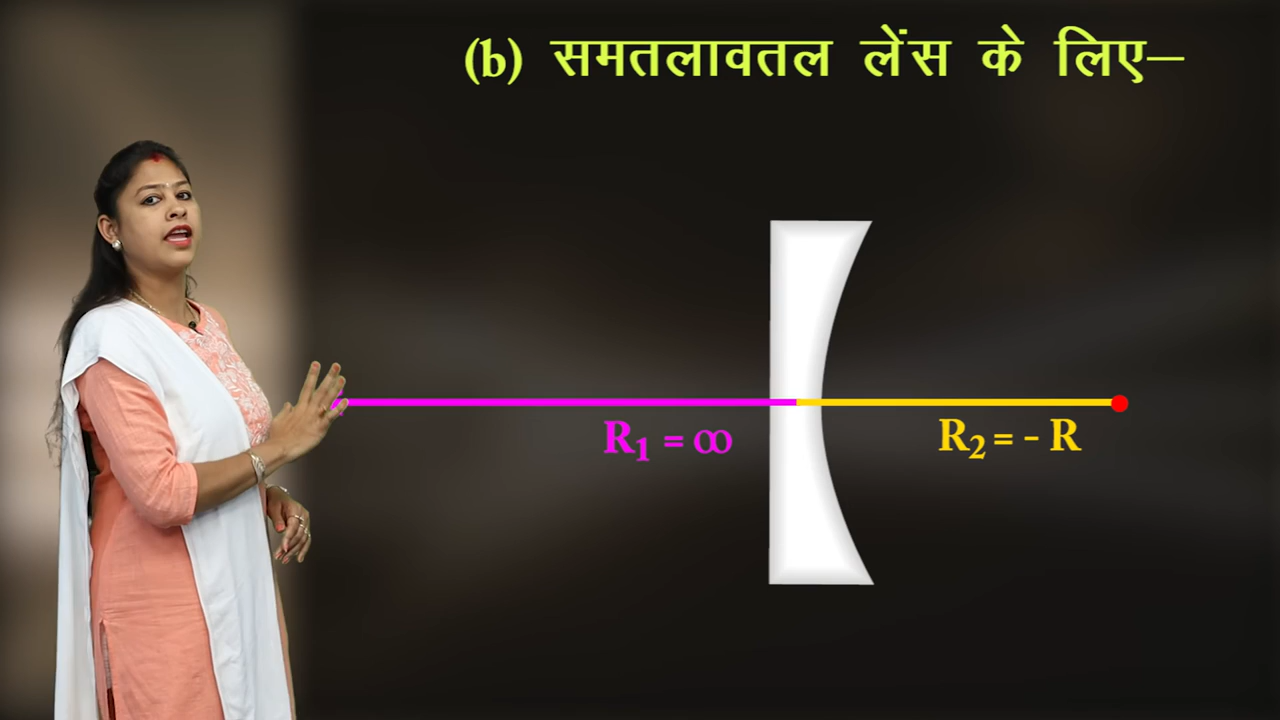 (b) समतलावतल लेंस के लिए–
R₁ = ∞
R₂ = - R